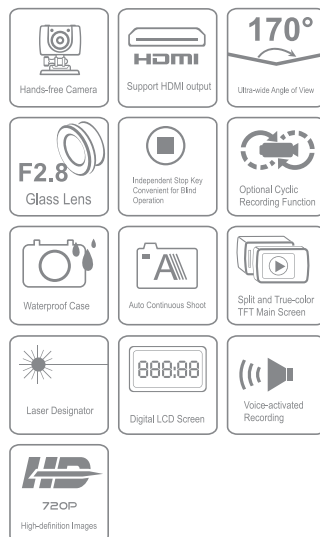 Hands-free Camera
HDMI
Support HDMI output
170°
Ultra-wide Angle of View
F2.8
Glass Lens
Independent Stop Key
Convenient for Blind
Operation
Optional Cyclic
Recording Function
Waterproof Case
A
Auto Continuous Shoot
Split and True-color
TFT Main Screen
Laser Designator
888:88
Digital LCD Screen
Voice-activated
Recording
HD
720P
High-definition Images